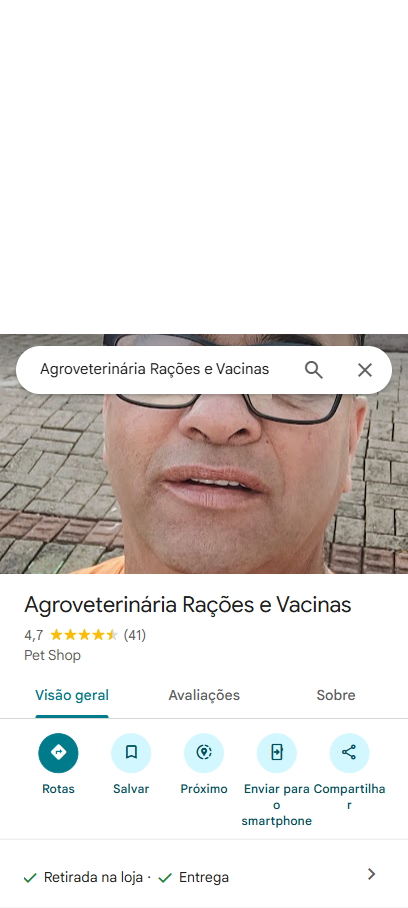 Agroveterinária Rações e Vacinas
Agroveterinária Rações e Vacinas
4,7 (41)
Pet Shop
Visão geral Avaliações Sobre
Rotas Salvar Próximo Enviar para o smartphone Compartilhar
Retirada na loja · Entrega